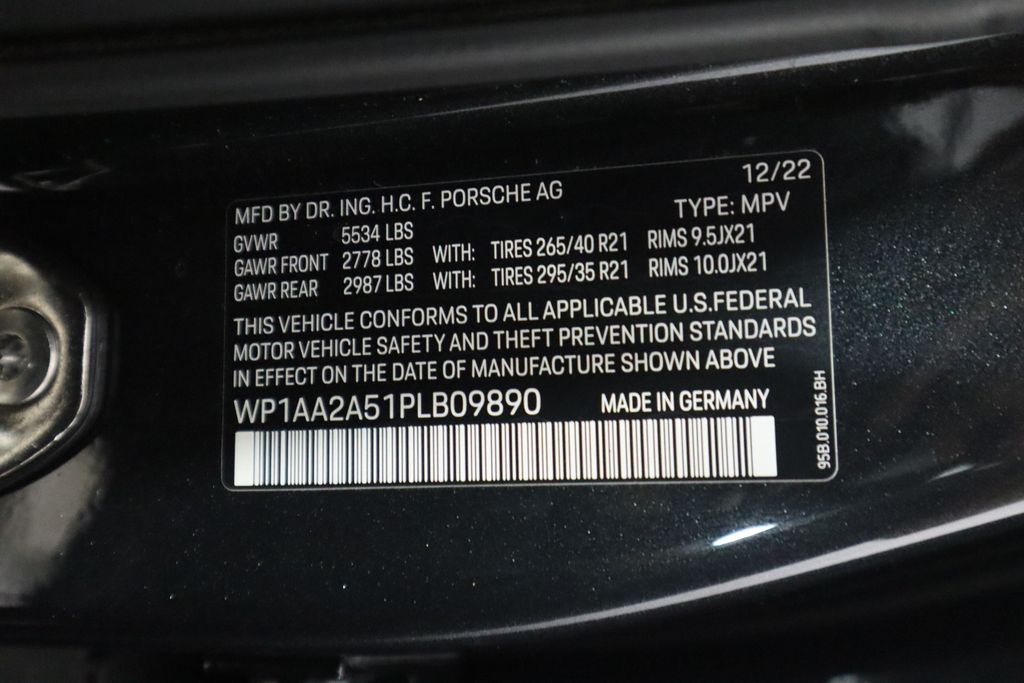 12/22
MFD BY DR. ING. H.C. F. PORSCHE AG TYPE: MPV
GVWR 5534 LBS
GAWR FRONT 2778 LBS WITH: TIRES 265/40 R21 RIMS 9.5JX21
GAWR REAR 2987 LBS WITH: TIRES 295/35 R21 RIMS 10.0JX21
THIS VEHICLE CONFORMS TO ALL APPLICABLE U.S.FEDERAL
MOTOR VEHICLE SAFETY AND THEFT PREVENTION STANDARDS
IN EFFECT ON THE DATE OF MANUFACTURE SHOWN ABOVE
WP1AA2A51PLB09890 MADE IN GERMANY
95B.010.016.BH